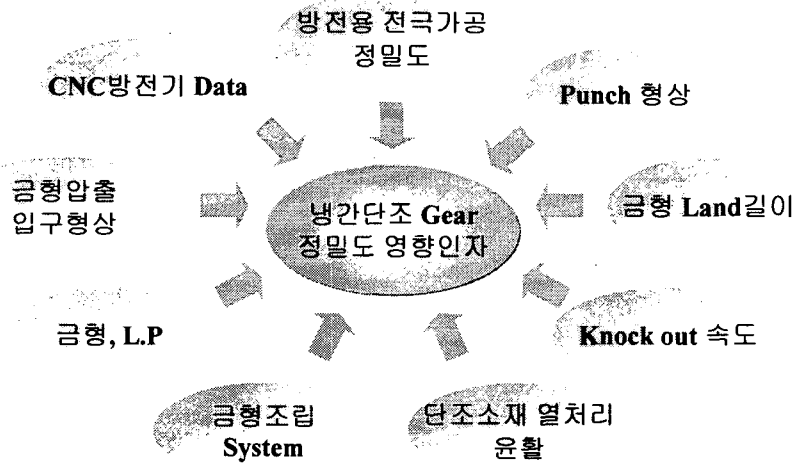 방전용 전극가공
정밀도
CNC방전기 Data
Punch 형상
금형압출
입구형상
냉간단조 Gear
정밀도 영향인자
금형 Land길이
금형, L.P
Knock out 속도
금형조립
System
단조소재 열처리
윤활